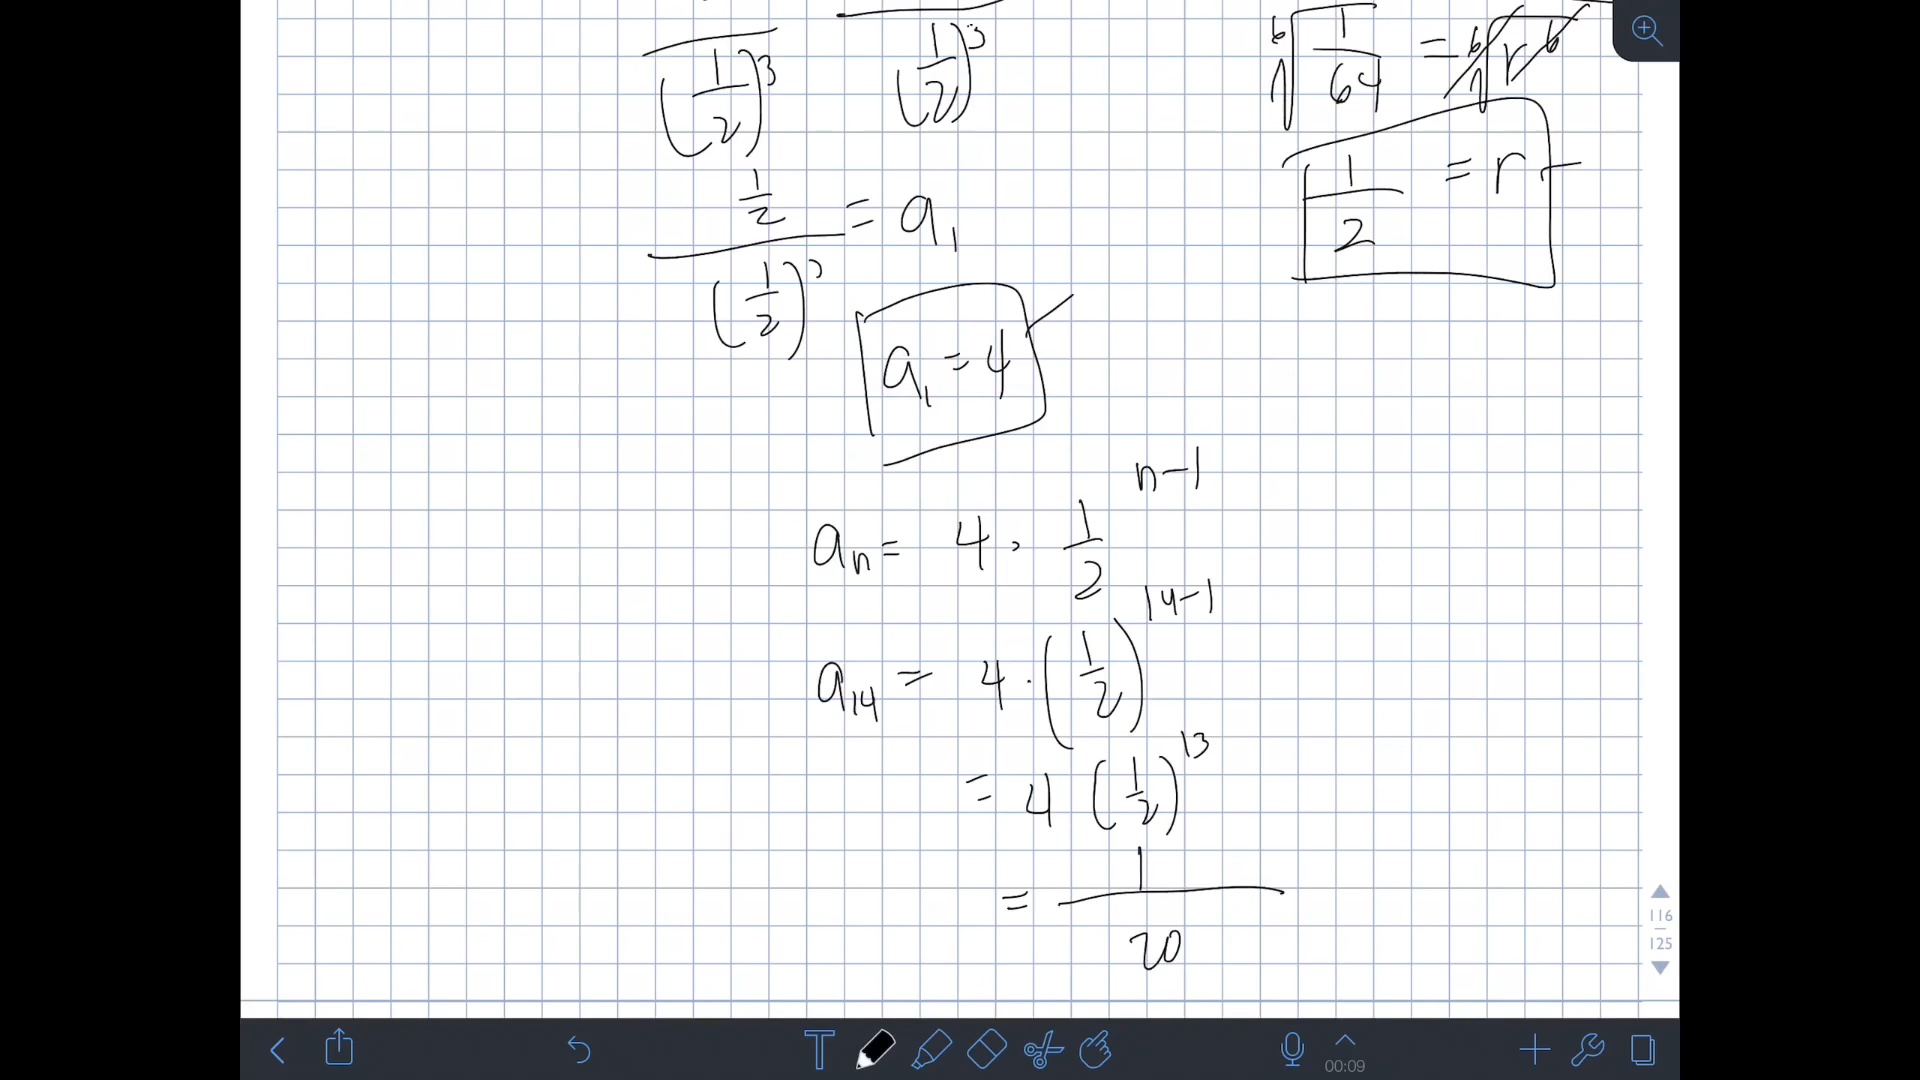 (1/2)^3 (1/2)^3
⁶√(1/64) = ⁶√(r^6)
1/2 = r
(1/2)/(1/2)^3 = a₁
a₁ = 4
aₙ = 4 · 1/2^(n-1)
a₁₄ = 4 · (1/2)^(14-1)
= 4 (1/2)^13
= 1/20
116
125
T
00:09